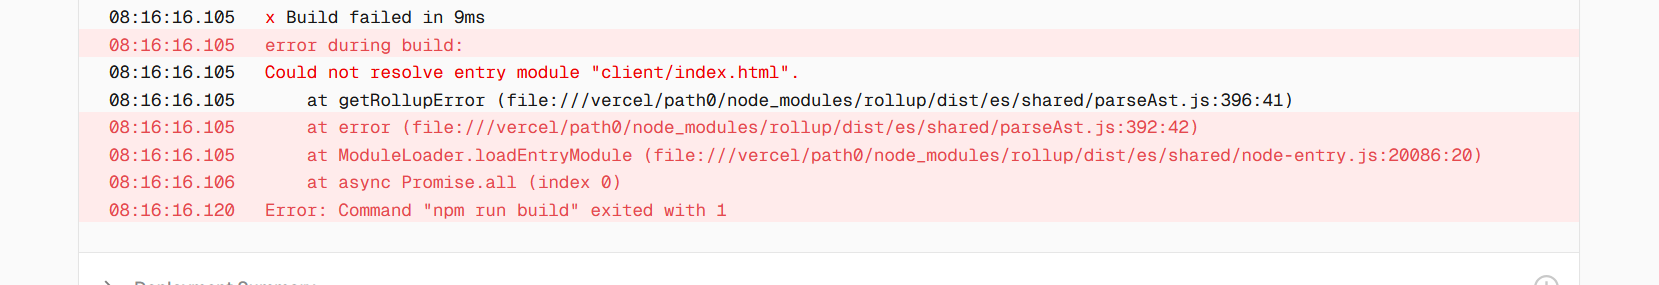 08:16:16.105 x Build failed in 9ms
08:16:16.105 error during build:
08:16:16.105 Could not resolve entry module "client/index.html".
08:16:16.105 at getRollupError (file:///vercel/path0/node_modules/rollup/dist/es/shared/parseAst.js:396:41)
08:16:16.105 at error (file:///vercel/path0/node_modules/rollup/dist/es/shared/parseAst.js:392:42)
08:16:16.105 at ModuleLoader.loadEntryModule (file:///vercel/path0/node_modules/rollup/dist/es/shared/node-entry.js:20086:20)
08:16:16.106 at async Promise.all (index 0)
08:16:16.120 Error: Command "npm run build" exited with 1
Deployment Summary